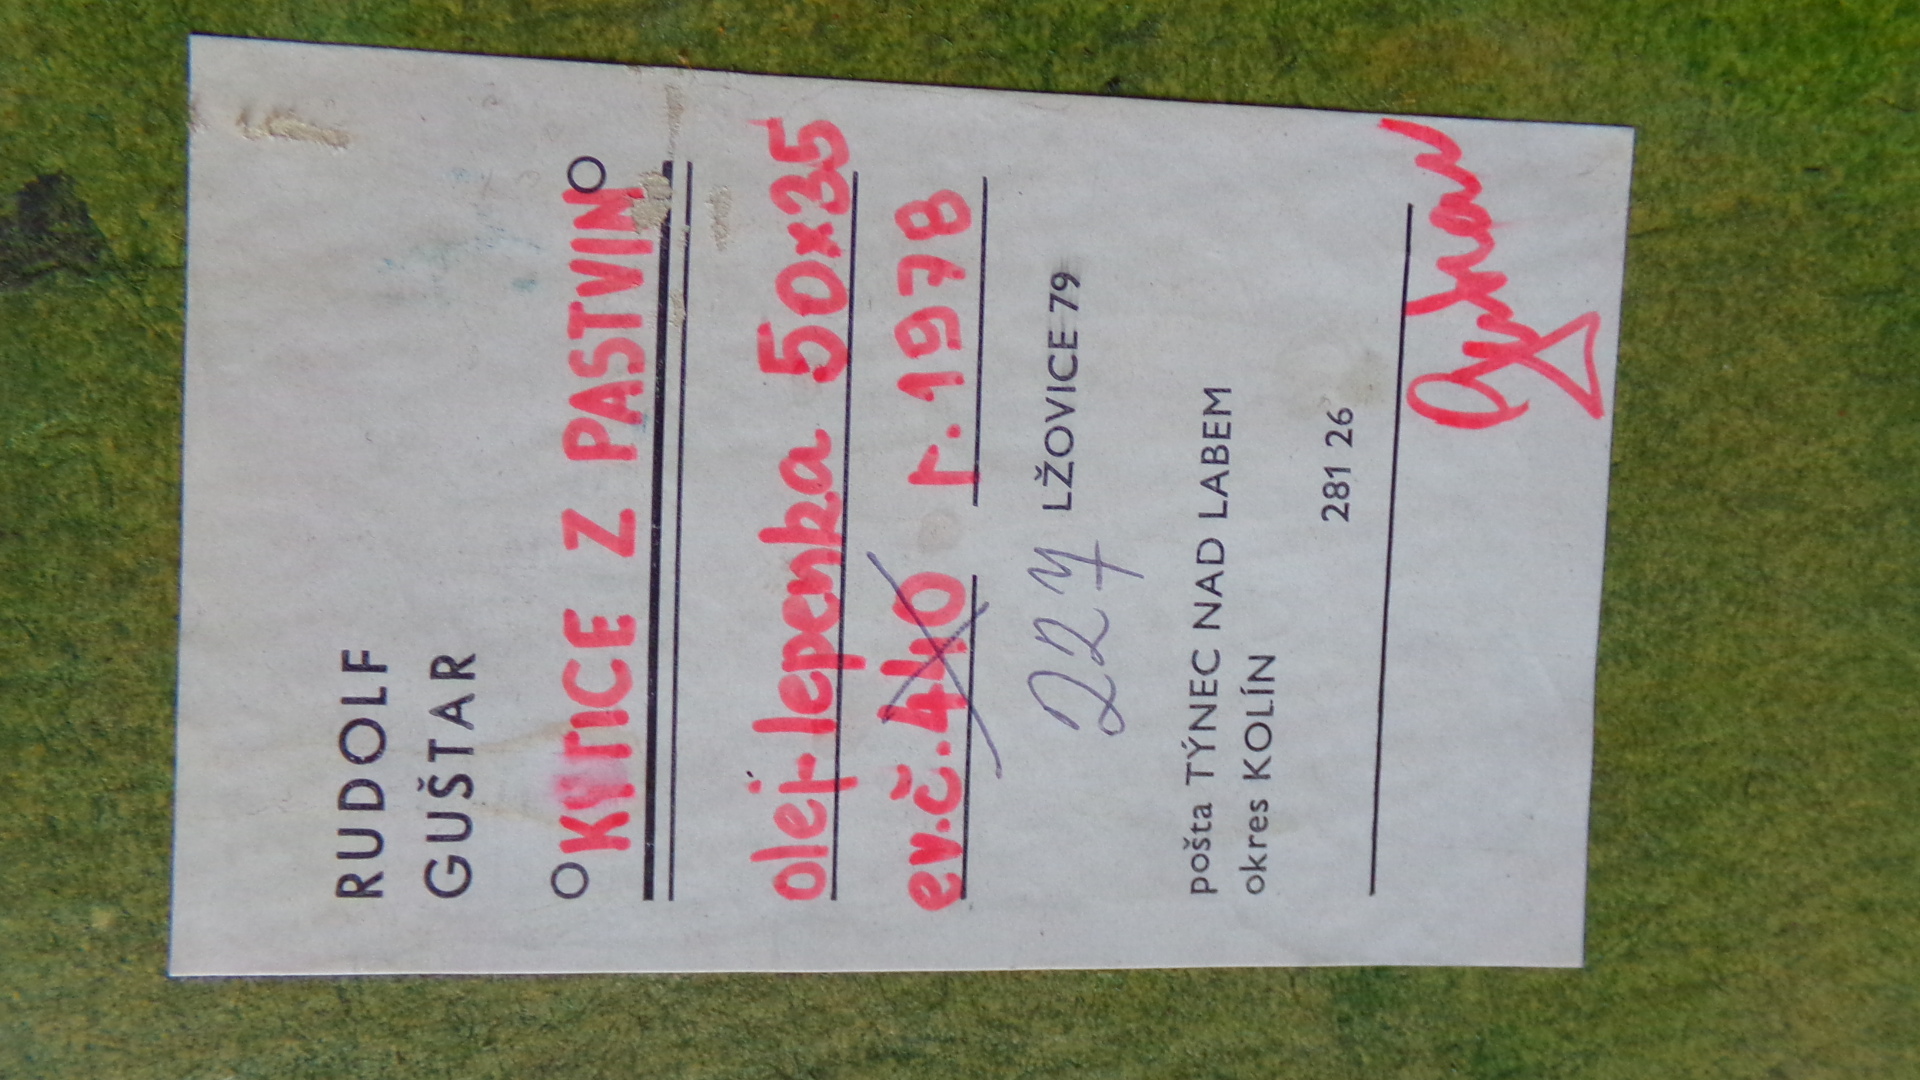 RUDOLF
GUŠTAR
KYTICE Z PASTVIN
olej-lepenka 50x35
ev.č. 440 r. 1978
227 LŽOVICE 79
pošta TÝNEC NAD LABEM
okres KOLÍN
281 26